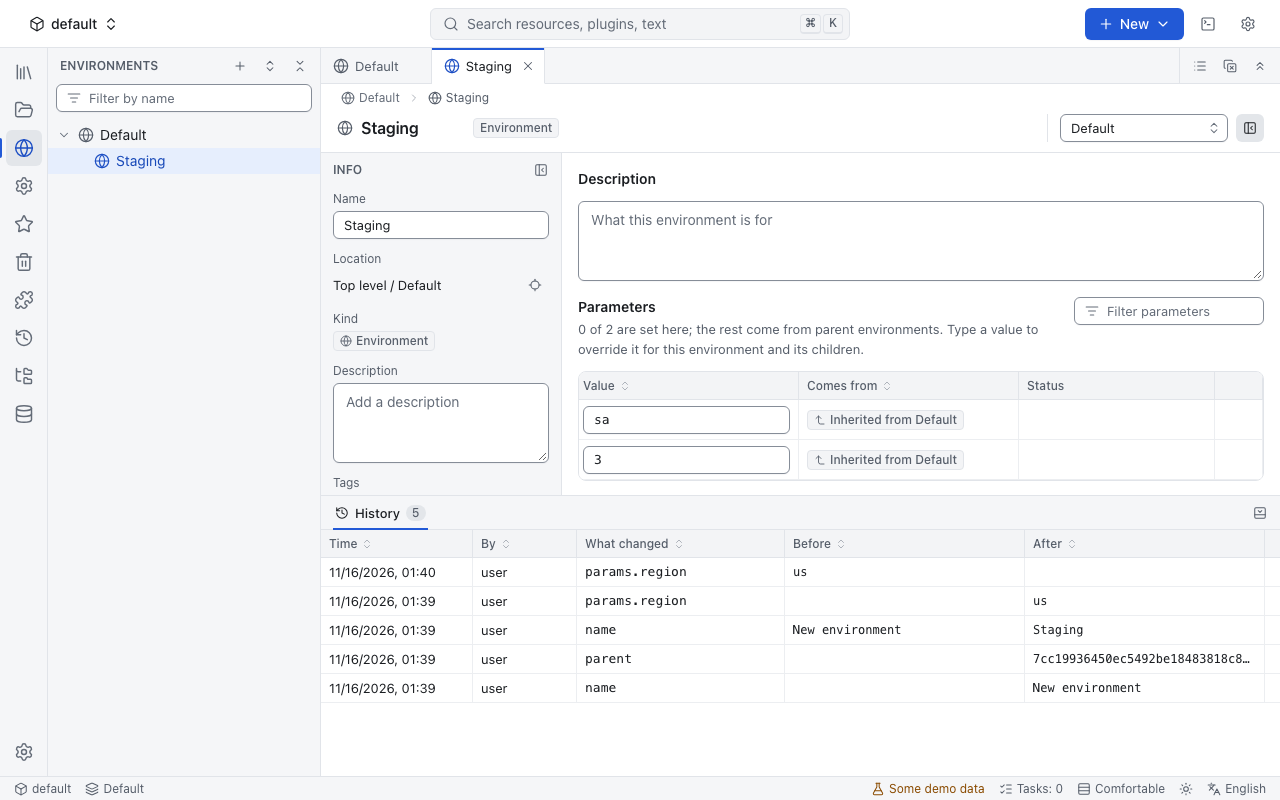 default
Search resources, plugins, text
⌘ K
New
ENVIRONMENTS
Filter by name
Default
Staging
Default
Staging
Default
Staging
Staging
Environment
Default
INFO
Name
Staging
Location
Top level / Default
Kind
Environment
Description
Add a description
Tags
Description
What this environment is for
Parameters
0 of 2 are set here; the rest come from parent environments. Type a value to
override it for this environment and its children.
Filter parameters
Value Comes from Status
sa Inherited from Default
3 Inherited from Default
History 5
Time By What changed Before After
11/16/2026, 01:40 user params.region us
11/16/2026, 01:39 user params.region us
11/16/2026, 01:39 user name New environment Staging
11/16/2026, 01:39 user parent 7cc19936450ec5492be18483818c8…
11/16/2026, 01:39 user name New environment
default
Default
Some demo data
Tasks: 0
Comfortable
English